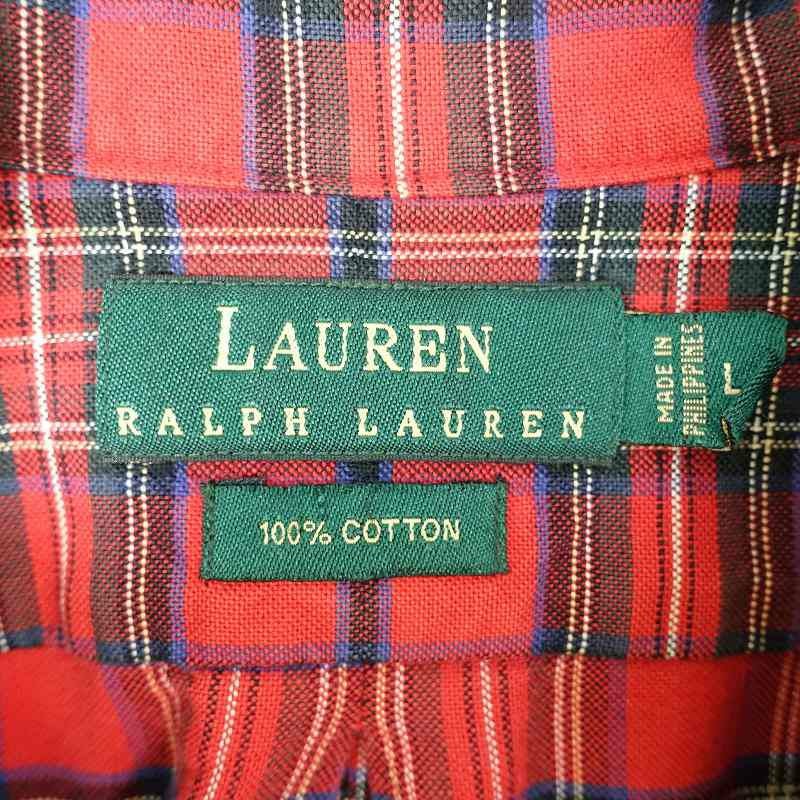 LAUREN
RALPH LAUREN
MADE IN
PHILIPPINES
L
100% COTTON